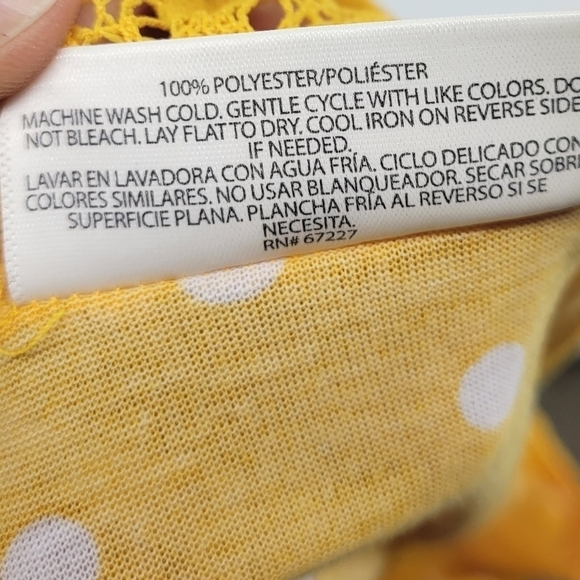 100% POLYESTER/POLIÉSTER
MACHINE WASH COLD. GENTLE CYCLE WITH LIKE COLORS. DO
NOT BLEACH. LAY FLAT TO DRY. COOL IRON ON REVERSE SIDE
IF NEEDED.
LAVAR EN LAVADORA CON AGUA FRÍA. CICLO DELICADO CON
COLORES SIMILARES. NO USAR BLANQUEADOR. SECAR SOBRE
SUPERFICIE PLANA. PLANCHA FRÍA AL REVERSO SI SE
NECESITA.
RN# 67227